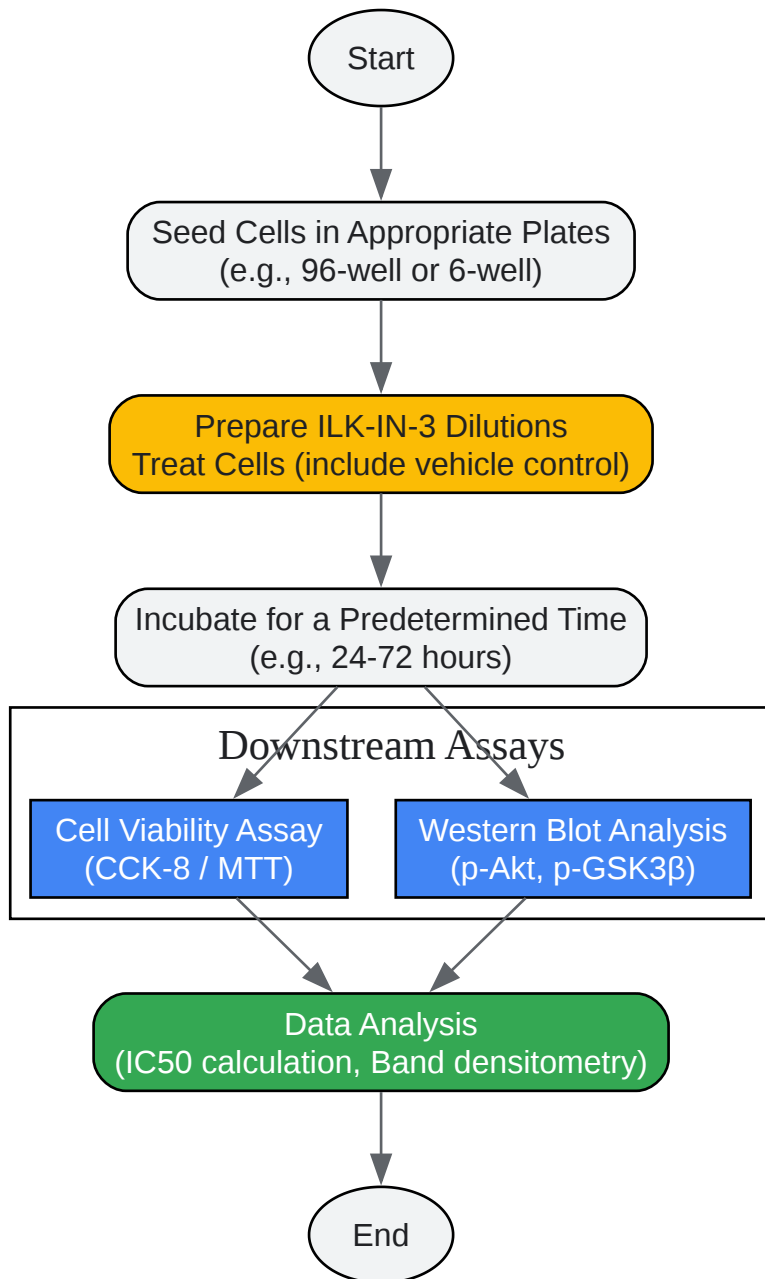 Start
Seed Cells in Appropriate Plates
(e.g., 96-well or 6-well)
Prepare ILK-IN-3 Dilutions
Treat Cells (include vehicle control)
Incubate for a Predetermined Time
(e.g., 24-72 hours)
Downstream Assays
Cell Viability Assay
(CCK-8 / MTT)
Western Blot Analysis
(p-Akt, p-GSK3β)
Data Analysis
(IC50 calculation, Band densitometry)
End